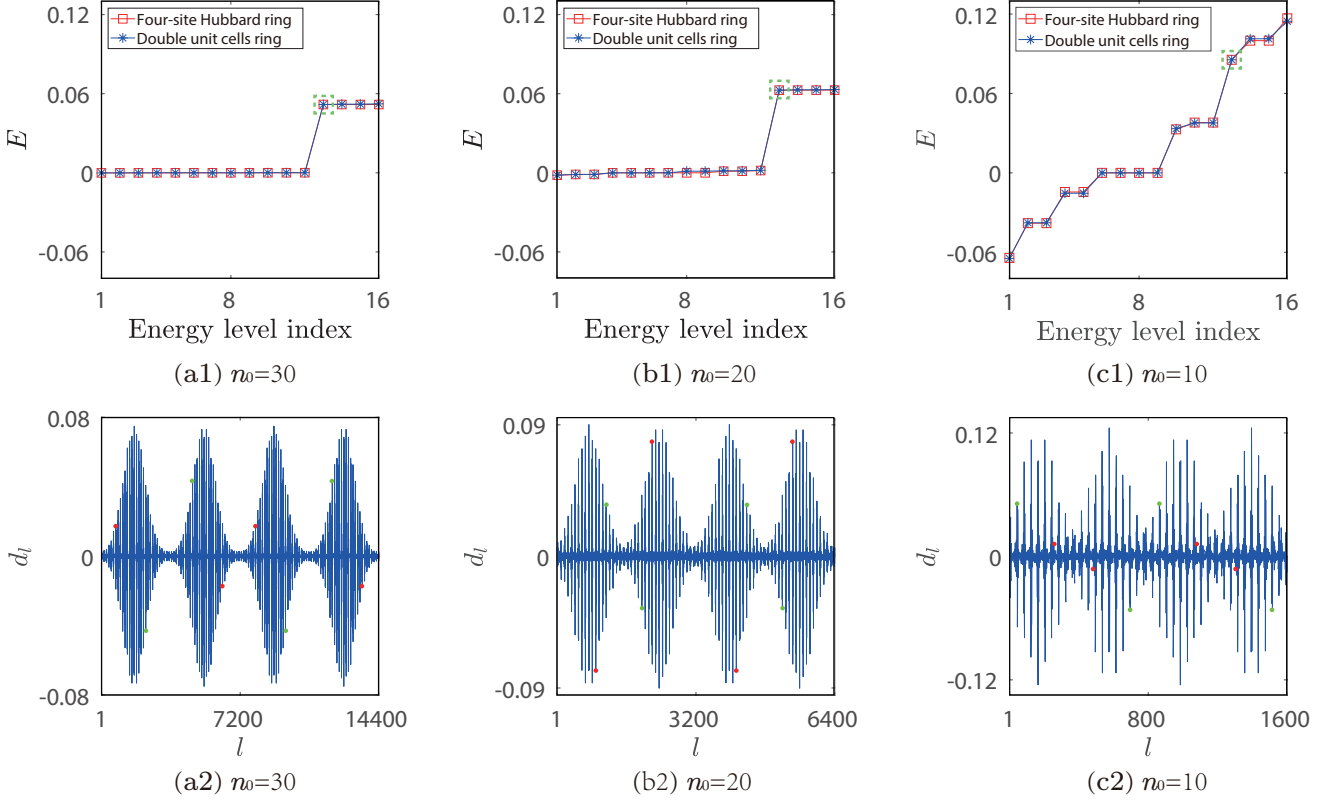 0.12
0.06
0
-0.06
E
Four-site Hubbard ring
Double unit cells ring
1
8
16
Energy level index
(a1) n₀=30
0.12
0.06
0
-0.06
E
Four-site Hubbard ring
Double unit cells ring
1
8
16
Energy level index
(b1) n₀=20
0.12
0.06
0
-0.06
E
Four-site Hubbard ring
Double unit cells ring
1
8
16
Energy level index
(c1) n₀=10
0.08
0
-0.08
dₗ
1
7200
14400
l
(a2) n₀=30
0.09
0
-0.09
dₗ
1
3200
6400
l
(b2) n₀=20
0.12
0
-0.12
dₗ
1
800
1600
l
(c2) n₀=10